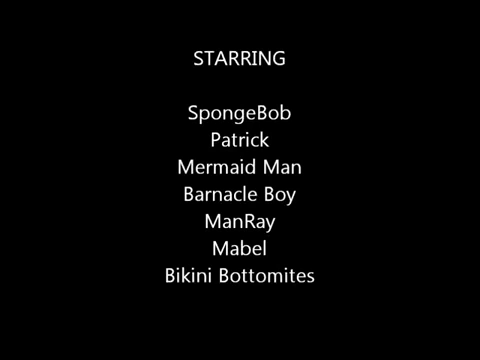 STARRING
SpongeBob
Patrick
Mermaid Man
Barnacle Boy
ManRay
Mabel
Bikini Bottomites